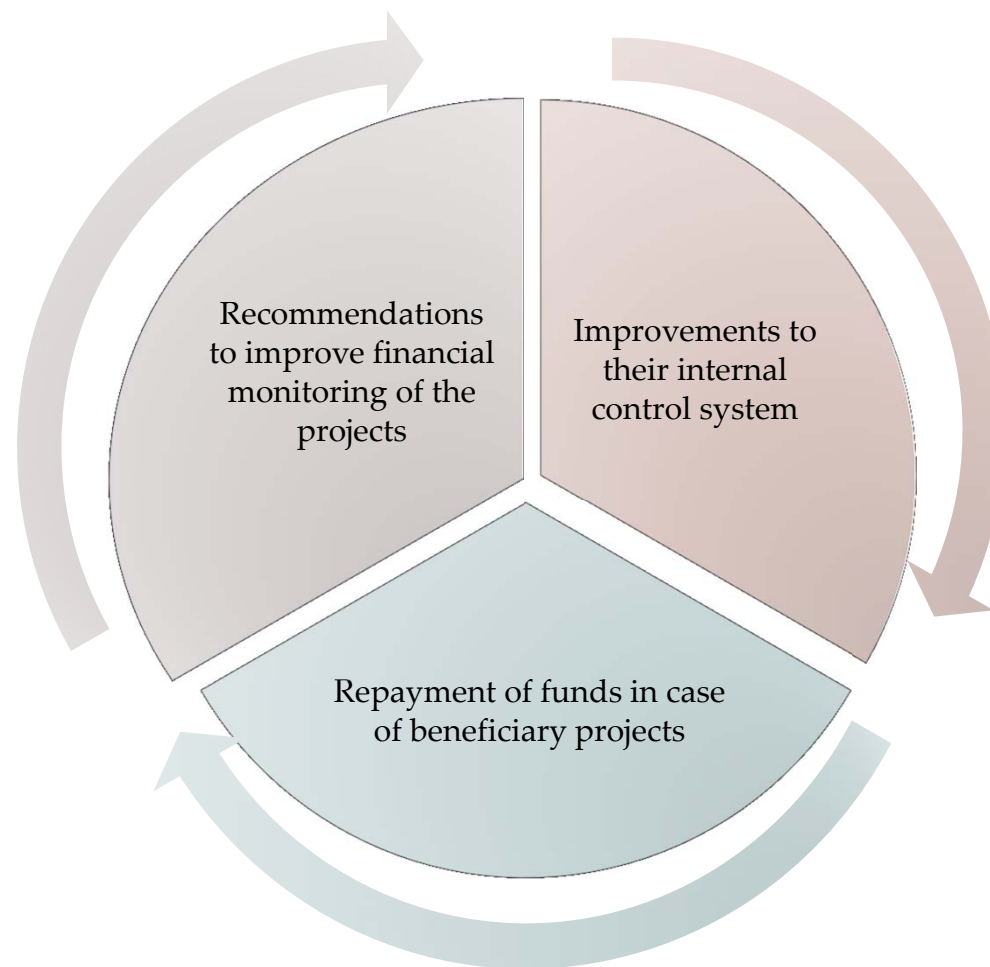 Recommendations
to improve financial
monitoring of the
projects
Improvements to
their internal
control system
Repayment of funds in case
of beneficiary projects